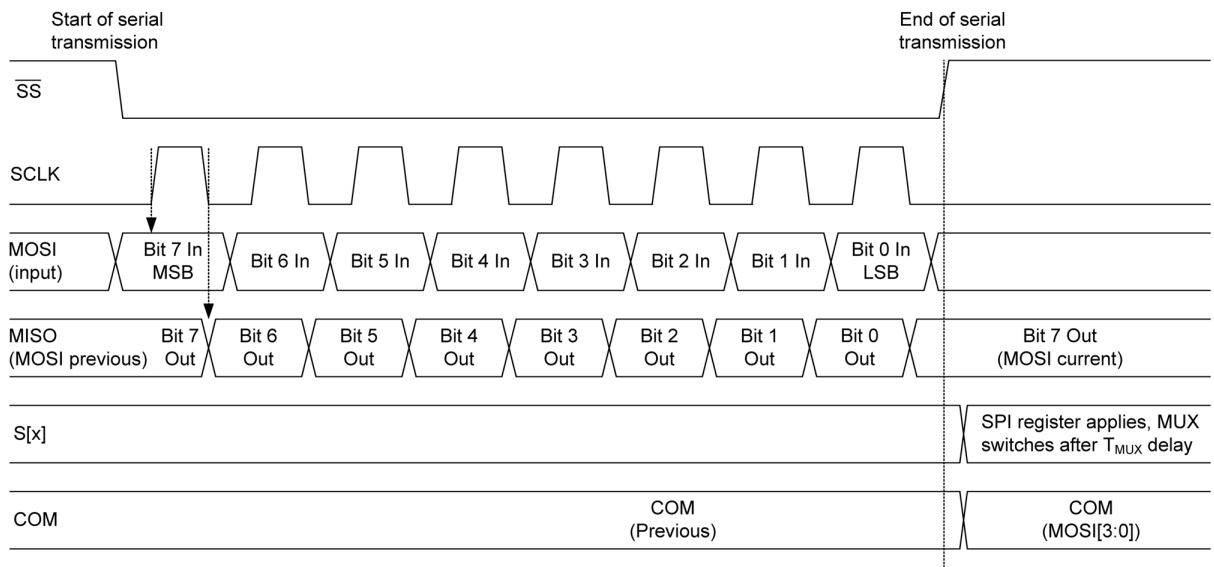 Start of serial
transmission
End of serial
transmission
SS
SCLK
MOSI
(input)
Bit 7 In
MSB
Bit 6 In
Bit 5 In
Bit 4 In
Bit 3 In
Bit 2 In
Bit 1 In
Bit 0 In
LSB
MISO
(MOSI previous)
Bit 7
Out
Bit 6
Out
Bit 5
Out
Bit 4
Out
Bit 3
Out
Bit 2
Out
Bit 1
Out
Bit 0
Out
Bit 7 Out
(MOSI current)
S[x]
SPI register applies, MUX
switches after TMUX delay
COM
COM
(Previous)
COM
(MOSI[3:0])